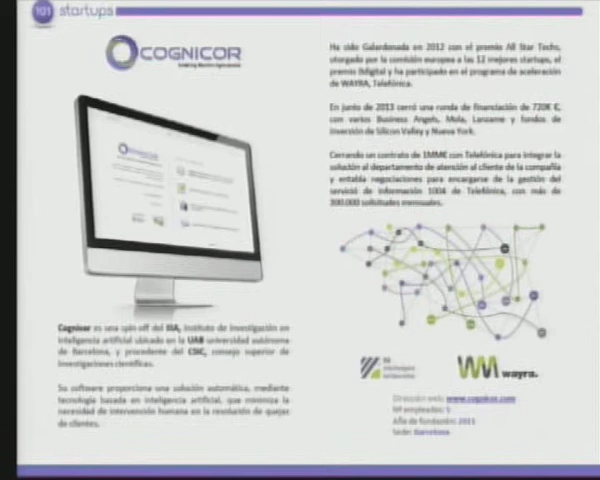 101 startups
COGNICOR
COGNICOR
Cognicor es una spin-off del IIIA, instituto de investigación en
inteligencia artificial ubicado en la UAB universidad autónoma
de Barcelona, y procedente del CSIC, consejo superior de
investigaciones científicas.
Su software proporciona una solución automática, mediante
tecnología basada en inteligencia artificial, que minimiza la
necesidad de intervención humana en la resolución de quejas
de clientes.
Ha sido Galardonada en 2012 con el premio All Star Techs,
otorgado por la comisión europea a las 12 mejores startups, el
premio Bdigital y ha participado en el programa de aceleración
de WAYRA, Telefónica.
En junio de 2013 cerró una ronda de financiación de 720K €,
con varios Business Angels, Mola, Lanzame y fondos de
inversión de Silicon Valley y Nueva York.
Cerrando un contrato de 1MM€ con Telefónica para integrar la
solución al departamento de atención al cliente de la compañía
y entabla negociaciones para encargarse de la gestión del
servicio de información 1004 de Telefónica, con más de
300.000 solicitudes mensuales.
wayra.
Dirección web: www.cognicor.com
Nº empleados: 5
Año de fundación: 2011
Sede: Barcelona